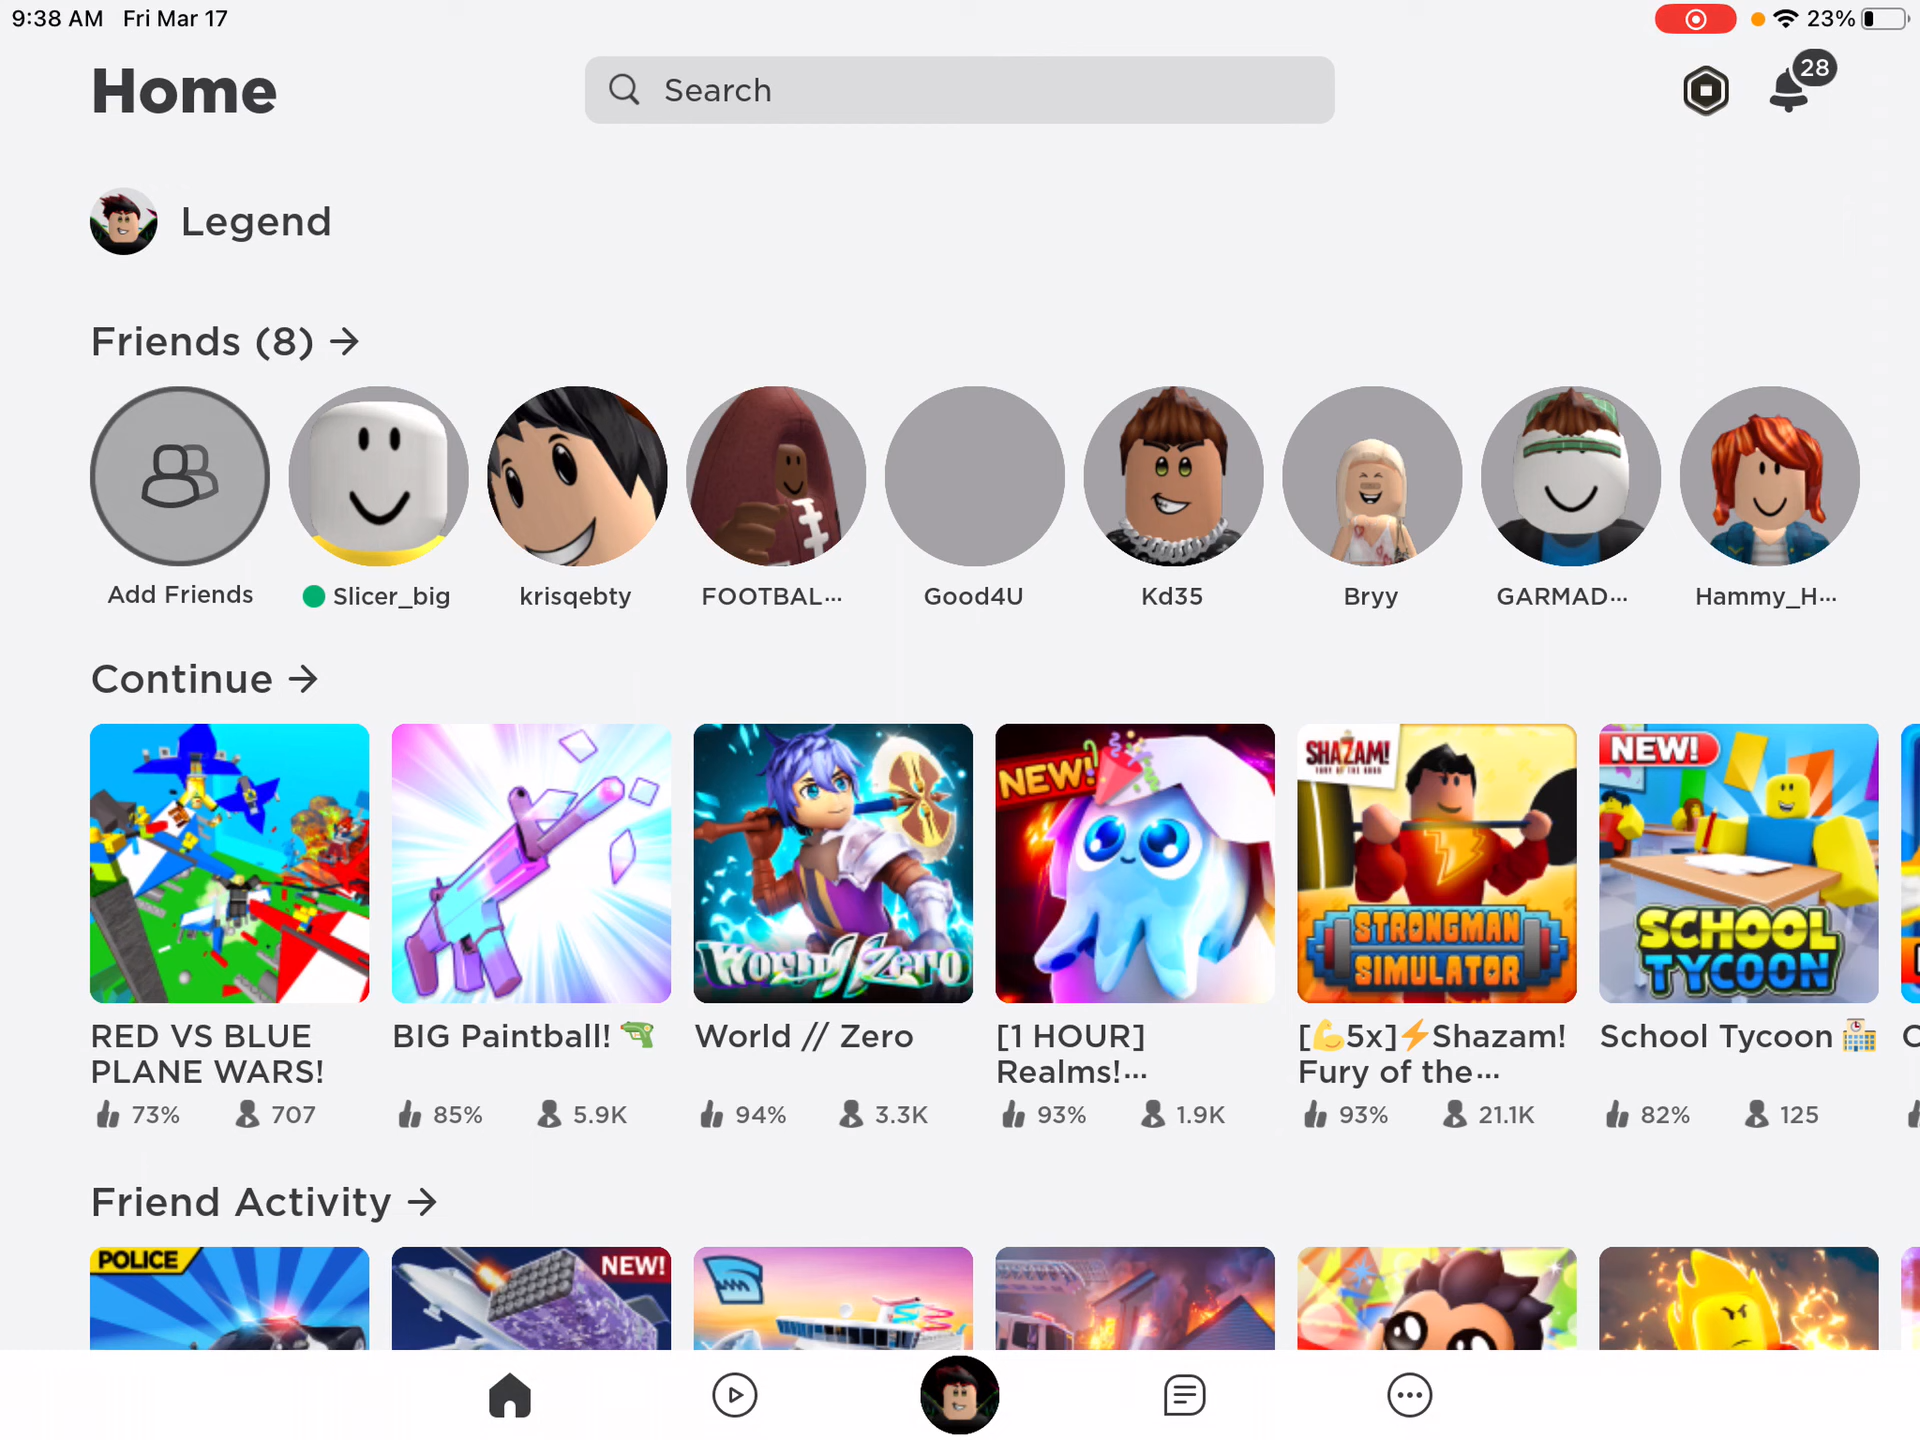 9:38 AM Fri Mar 17
23%
Home
Search
28
Legend
Friends (8) →
Add Friends
Slicer_big
krisqebty
FOOTBAL...
Good4U
Kd35
Bryy
GARMAD...
Hammy_H...
Continue →
NEW!
SHAZAM!
STRONGMAN
SIMULATOR
NEW!
SCHOOL
TYCOON
World//Zero
RED VS BLUE
PLANE WARS!
73% 707
BIG Paintball! 🔫
85% 5.9K
World // Zero
94% 3.3K
[1 HOUR]
Realms!...
93% 1.9K
[💪5x]⚡Shazam!
Fury of the...
93% 21.1K
School Tycoon 🏫
82% 125
Friend Activity →
POLICE
NEW!